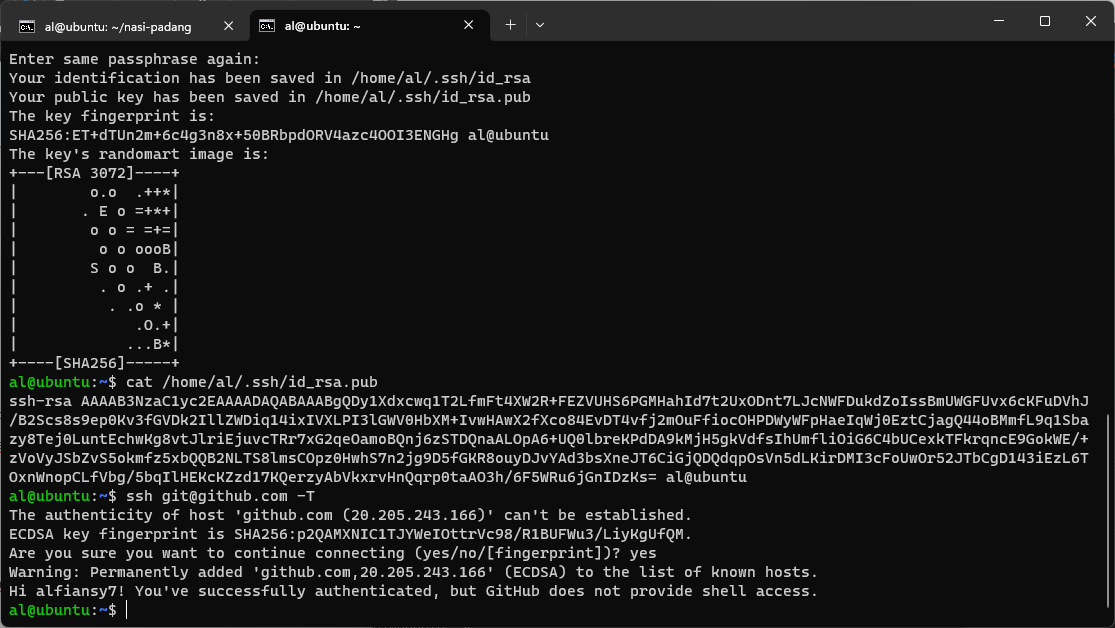 al@ubuntu: ~/nasi-padang
al@ubuntu: ~
Enter same passphrase again:
Your identification has been saved in /home/al/.ssh/id_rsa
Your public key has been saved in /home/al/.ssh/id_rsa.pub
The key fingerprint is:
SHA256:ET+dTUn2m+6c4g3n8x+50BRbpdORV4azc4OOI3ENGHg al@ubuntu
The key's randomart image is:
+---[RSA 3072]----+
|        o.o  .++*|
|       . E o =+*+|
|        o o = =+=|
|         o o oooB|
|        S o o  B.|
|         . o .+ .|
|          . .o * |
|             .O.+|
|            ...B*|
+----[SHA256]-----+
al@ubuntu:~$ cat /home/al/.ssh/id_rsa.pub
ssh-rsa AAAAB3NzaC1yc2EAAAADAQABAAABgQDy1Xdxcwq1T2LfmFt4XW2R+FEZVUHS6PGMHahId7t2UxODnt7LJcNWFDukdZoIssBmUWGFUvx6cKFuDVhJ
/B2Scs8s9ep0Kv3fGVDk2IllZWDiq14ixIVXLPI3lGWV0HbXM+IvwHAwX2fXco84EvDT4vfj2mOuFfiocOHPDWyWFpHaeIqWj0EztCjagQ44oBMmfL9q1Sba
zy8Tej0LuntEchwKg8vtJlriEjuvcTRr7xG2qeOamoBQnj6zSTDQnaALOpA6+UQ0lbreKPdDA9kMjH5gkVdfsIhUmfliOiG6C4bUCexkTFkrqncE9GokWE/+
zVoVyJSbZvS5okmfz5xbQQB2NLTS8lmsCOpz0HwhS7n2jg9D5fGKR8ouyDJvYAd3bsXneJT6CiGjQDQdqpOsVn5dLKirDMI3cFoUwOr52JTbCgD143iEzL6T
OxnWnopCLfVbg/5bqIlHEKcKZzd17KQerzyAbVkxrvHnQqrp0taAO3h/6F5WRu6jGnIDzKs= al@ubuntu
al@ubuntu:~$ ssh git@github.com -T
The authenticity of host 'github.com (20.205.243.166)' can't be established.
ECDSA key fingerprint is SHA256:p2QAMXNIC1TJYWeIOttrVc98/R1BUFWu3/LiyKgUfQM.
Are you sure you want to continue connecting (yes/no/[fingerprint])? yes
Warning: Permanently added 'github.com,20.205.243.166' (ECDSA) to the list of known hosts.
Hi alfiansy7! You've successfully authenticated, but GitHub does not provide shell access.
al@ubuntu:~$